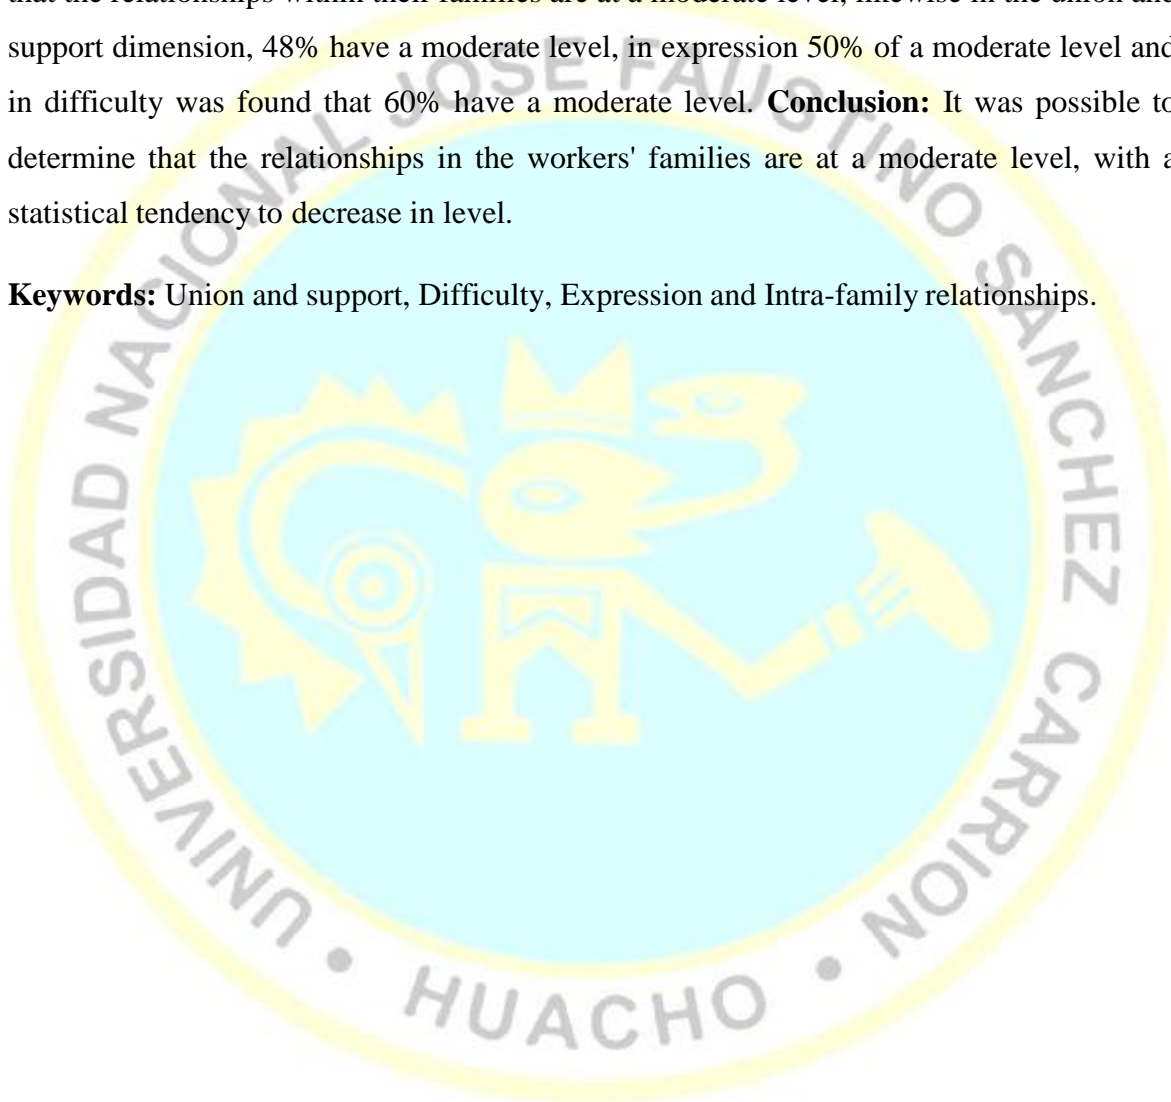 that the relationships within their families are at a moderate level, likewise in the union and
support dimension, 48% have a moderate level, in expression 50% of a moderate level and
in difficulty was found that 60% have a moderate level. Conclusion: It was possible to
determine that the relationships in the workers' families are at a moderate level, with a
statistical tendency to decrease in level.
Keywords: Union and support, Difficulty, Expression and Intra-family relationships.
UNIVERSIDAD NACIONAL JOSE FAUSTINO SANCHEZ CARRION
• HUACHO •